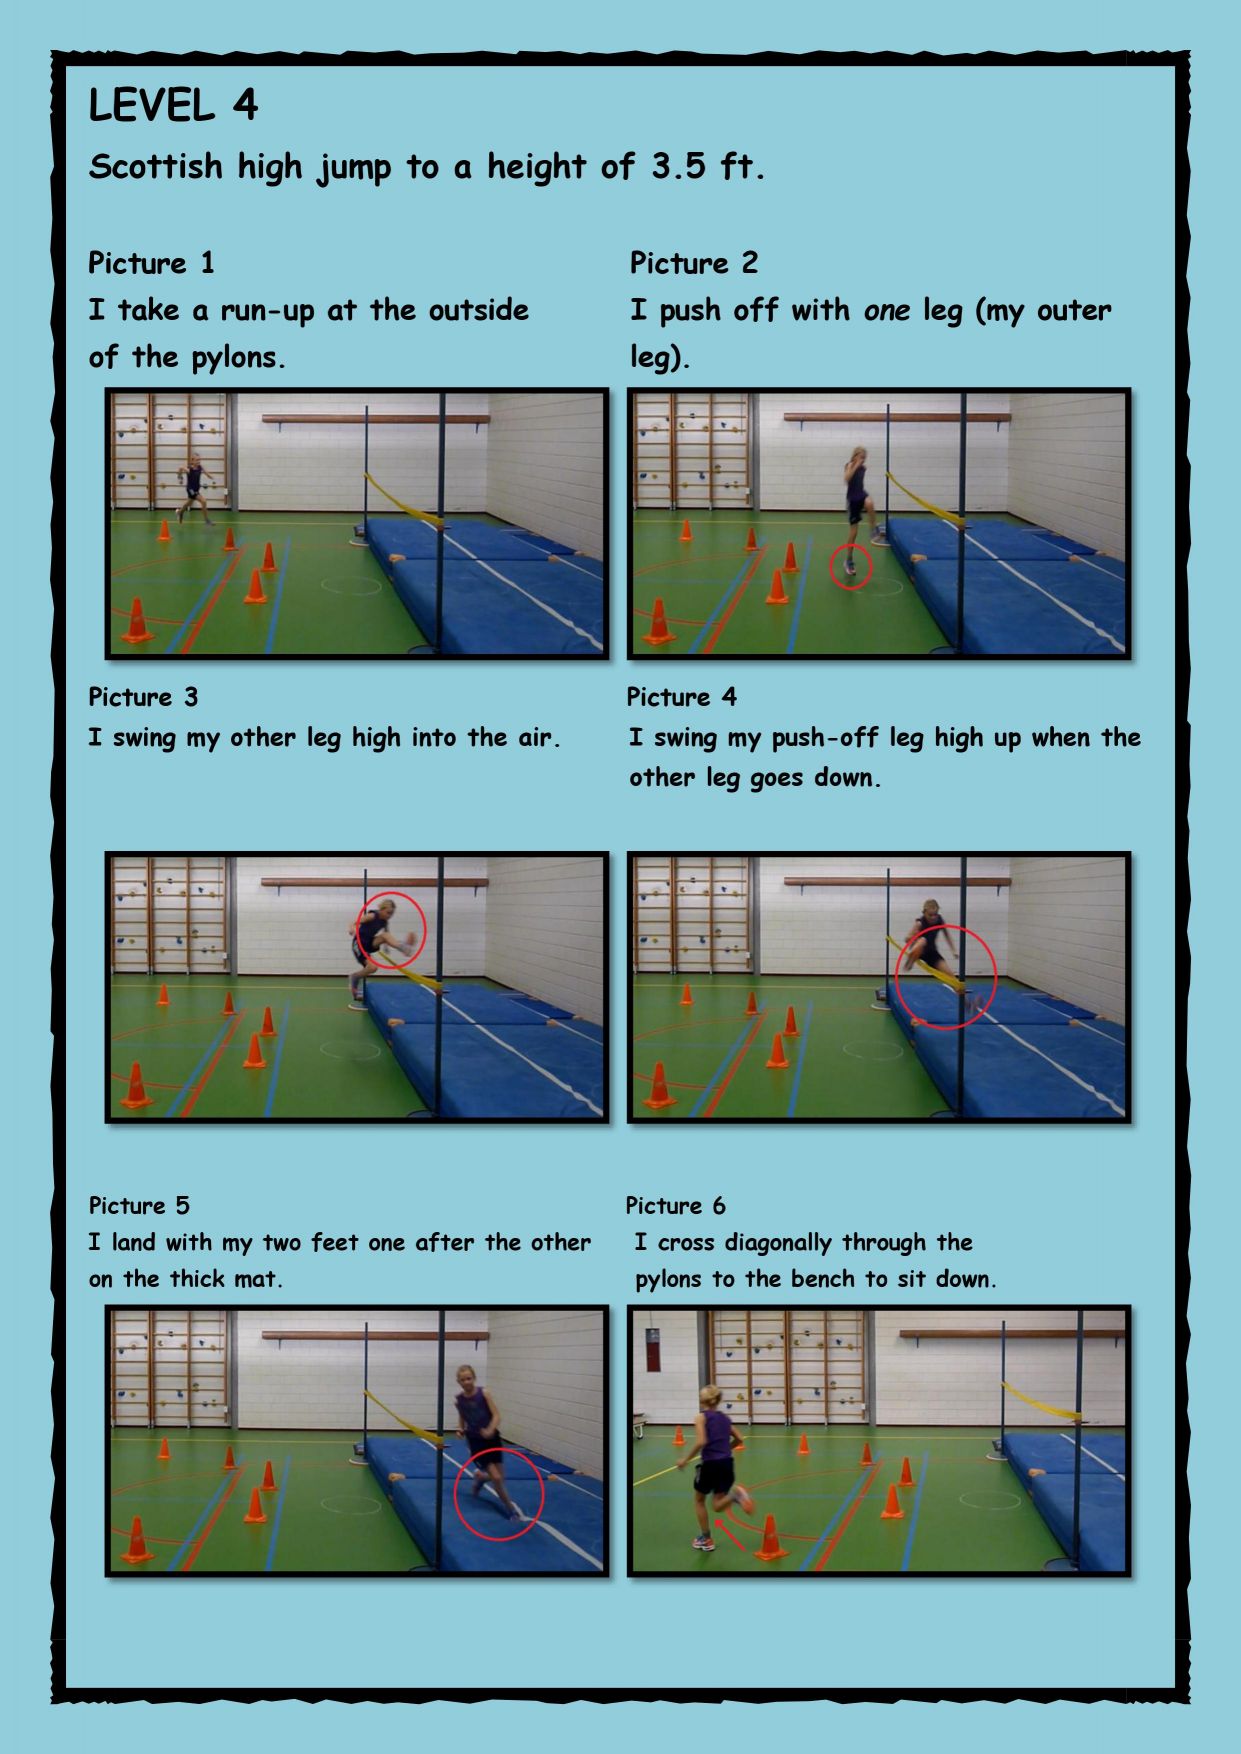 LEVEL 4
Scottish high jump to a height of 3.5 ft.
Picture 1
I take a run-up at the outside
of the pylons.
Picture 2
I push off with one leg (my outer
leg).
Picture 3
I swing my other leg high into the air.
Picture 4
I swing my push-off leg high up when the
other leg goes down.
Picture 5
I land with my two feet one after the other
on the thick mat.
Picture 6
I cross diagonally through the
pylons to the bench to sit down.